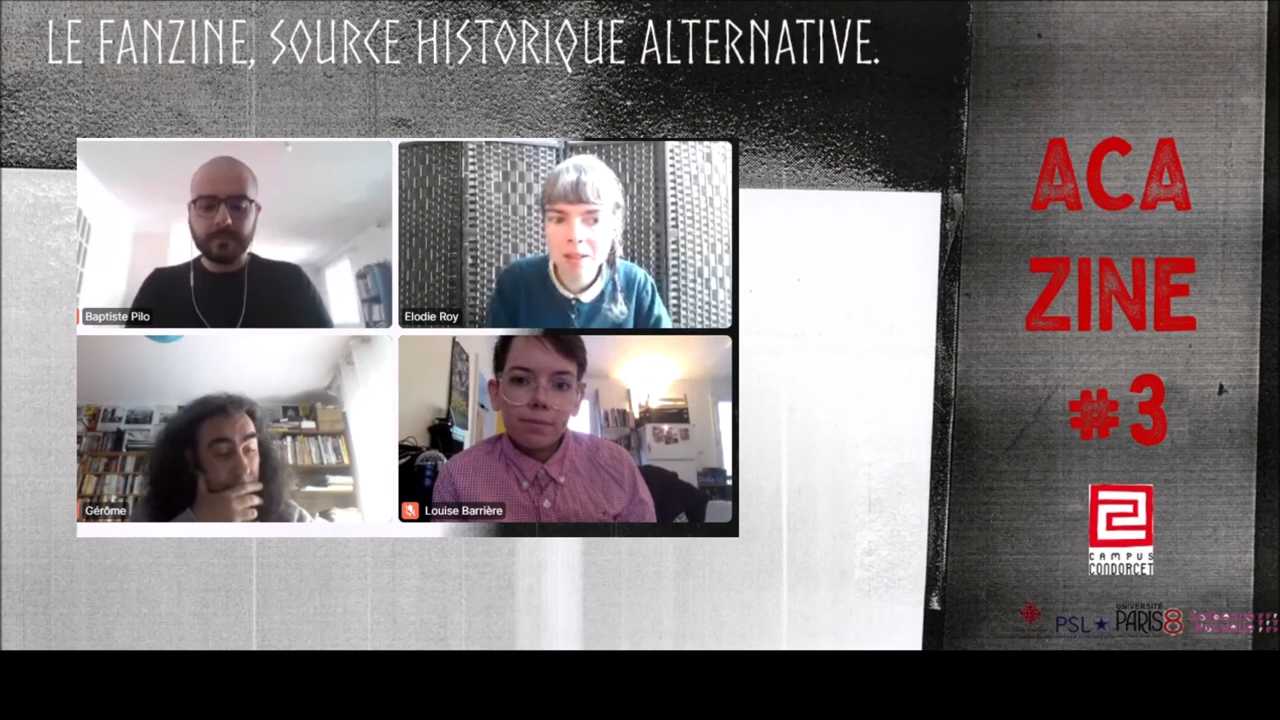 LE FANZINE, SOURCE HISTORIQUE ALTERNATIVE.
Baptiste Pilo
Elodie Roy
Gérôme
Louise Barrière
ACA
ZINE
#3
CAMPUS
CONDORCET
PSL
UNIVERSITÉ
PARIS8